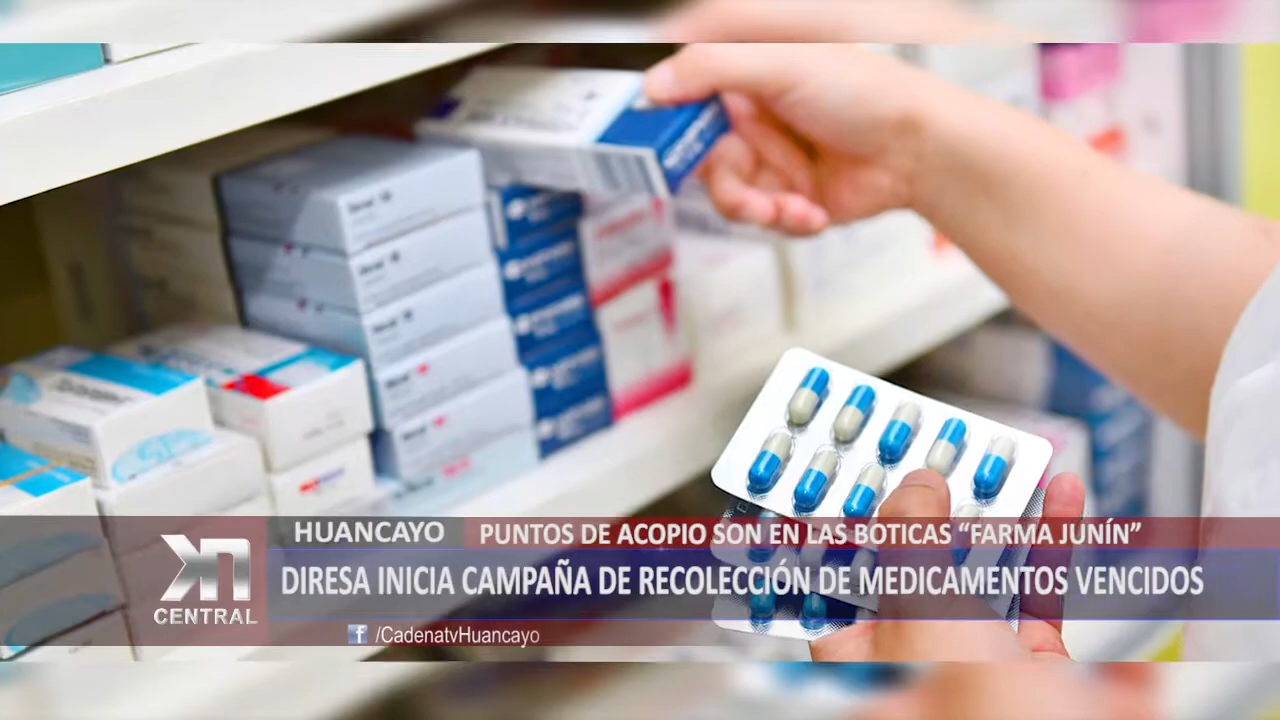 HUANCAYO
PUNTOS DE ACOPIO SON EN LAS BOTICAS “FARMA JUNÍN”
DIRESA INICIA CAMPAÑA DE RECOLECCIÓN DE MEDICAMENTOS VENCIDOS
CENTRAL
f /CadenatvHuancayo